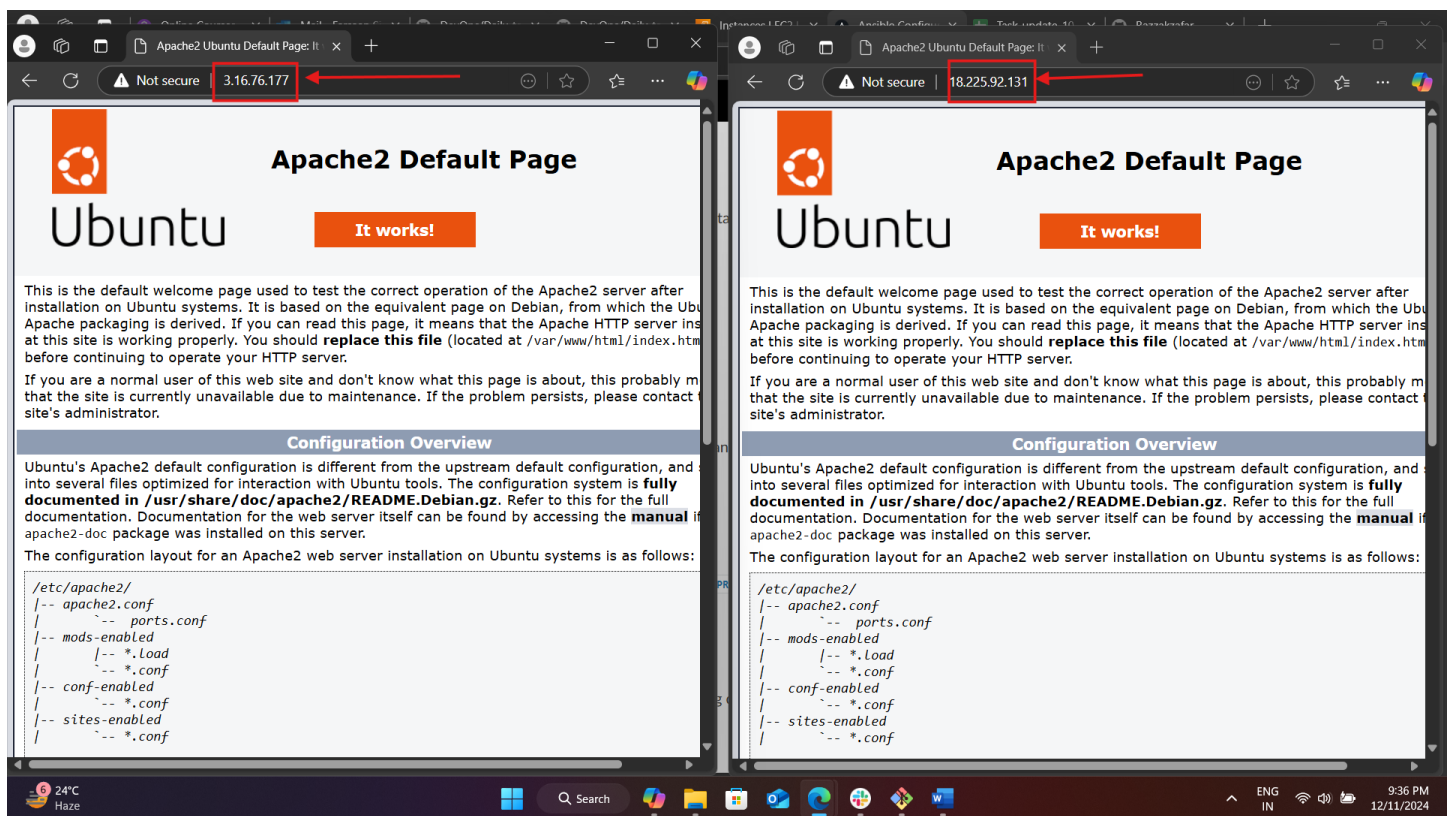 Online Courses
Instances | EC2 |
Ansible Config
Task-update 10
Razzakzafar
Apache2 Ubuntu Default Page: It
Not secure
3.16.76.177
Ubuntu
Apache2 Default Page
It works!
This is the default welcome page used to test the correct operation of the Apache2 server after
installation on Ubuntu systems. It is based on the equivalent page on Debian, from which the Ubu
Apache packaging is derived. If you can read this page, it means that the Apache HTTP server ins
at this site is working properly. You should replace this file (located at /var/www/html/index.htm
before continuing to operate your HTTP server.
If you are a normal user of this web site and don't know what this page is about, this probably m
that the site is currently unavailable due to maintenance. If the problem persists, please contact t
site's administrator.
Configuration Overview
Ubuntu's Apache2 default configuration is different from the upstream default configuration, and s
into several files optimized for interaction with Ubuntu tools. The configuration system is fully
documented in /usr/share/doc/apache2/README.Debian.gz. Refer to this for the full
documentation. Documentation for the web server itself can be found by accessing the manual if
apache2-doc package was installed on this server.
The configuration layout for an Apache2 web server installation on Ubuntu systems is as follows:
/etc/apache2/
|-- apache2.conf
|       `--  ports.conf
|-- mods-enabled
|       |-- *.load
|       `-- *.conf
|-- conf-enabled
|       `-- *.conf
|-- sites-enabled
|       `-- *.conf
Apache2 Ubuntu Default Page: It
Not secure
18.225.92.131
Ubuntu
Apache2 Default Page
It works!
This is the default welcome page used to test the correct operation of the Apache2 server after
installation on Ubuntu systems. It is based on the equivalent page on Debian, from which the Ubu
Apache packaging is derived. If you can read this page, it means that the Apache HTTP server ins
at this site is working properly. You should replace this file (located at /var/www/html/index.htm
before continuing to operate your HTTP server.
If you are a normal user of this web site and don't know what this page is about, this probably m
that the site is currently unavailable due to maintenance. If the problem persists, please contact t
site's administrator.
Configuration Overview
Ubuntu's Apache2 default configuration is different from the upstream default configuration, and s
into several files optimized for interaction with Ubuntu tools. The configuration system is fully
documented in /usr/share/doc/apache2/README.Debian.gz. Refer to this for the full
documentation. Documentation for the web server itself can be found by accessing the manual if
apache2-doc package was installed on this server.
The configuration layout for an Apache2 web server installation on Ubuntu systems is as follows:
/etc/apache2/
|-- apache2.conf
|       `--  ports.conf
|-- mods-enabled
|       |-- *.load
|       `-- *.conf
|-- conf-enabled
|       `-- *.conf
|-- sites-enabled
|       `-- *.conf
6
24°C
Haze
Search
ENG
IN
9:36 PM
12/11/2024